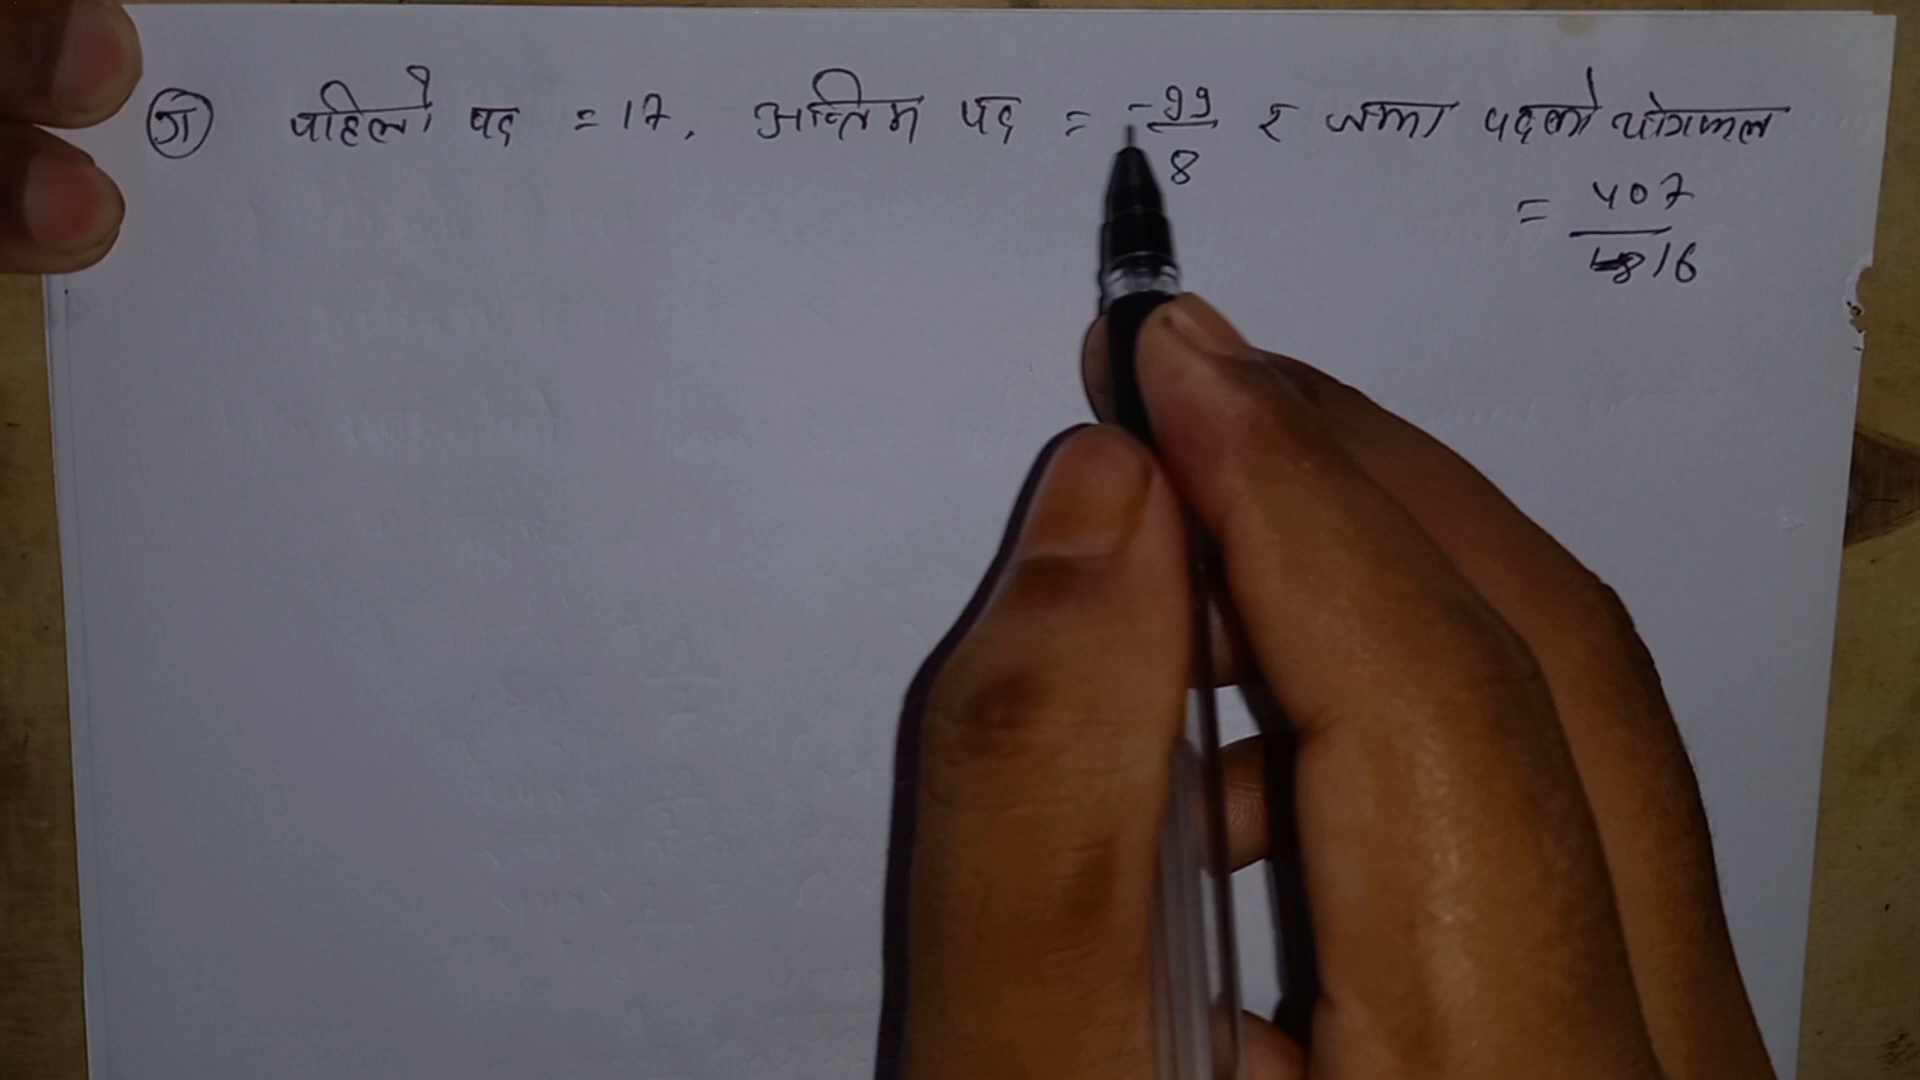 ज पहिलो पद = 17, अन्तिम पद = -99/8 र जम्मा पदको योगफल
= 407/16